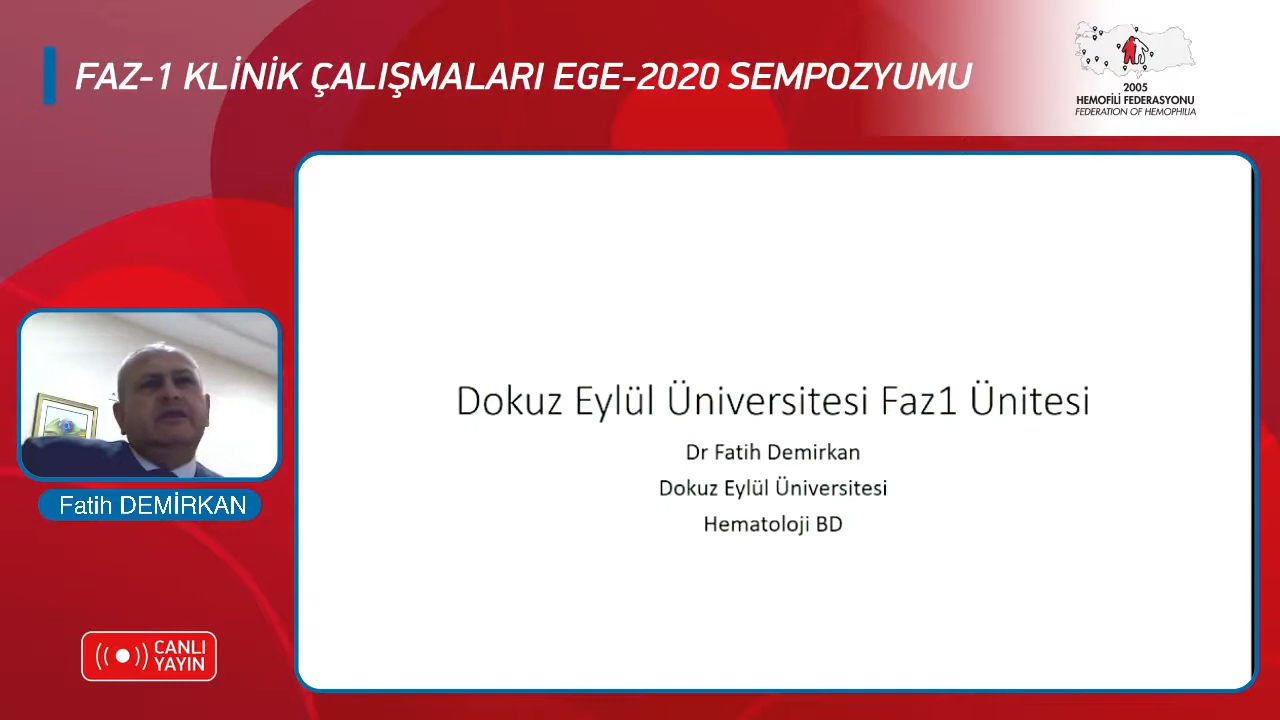 FAZ-1 KLİNİK ÇALIŞMALARI EGE-2020 SEMPOZYUMU
2005
HEMOFİLİ FEDERASYONU
FEDERATION OF HEMOPHILIA
Dokuz Eylül Üniversitesi Faz1 Ünitesi
Dr Fatih Demirkan
Dokuz Eylül Üniversitesi
Hematoloji BD
Fatih DEMİRKAN
CANLI
YAYIN